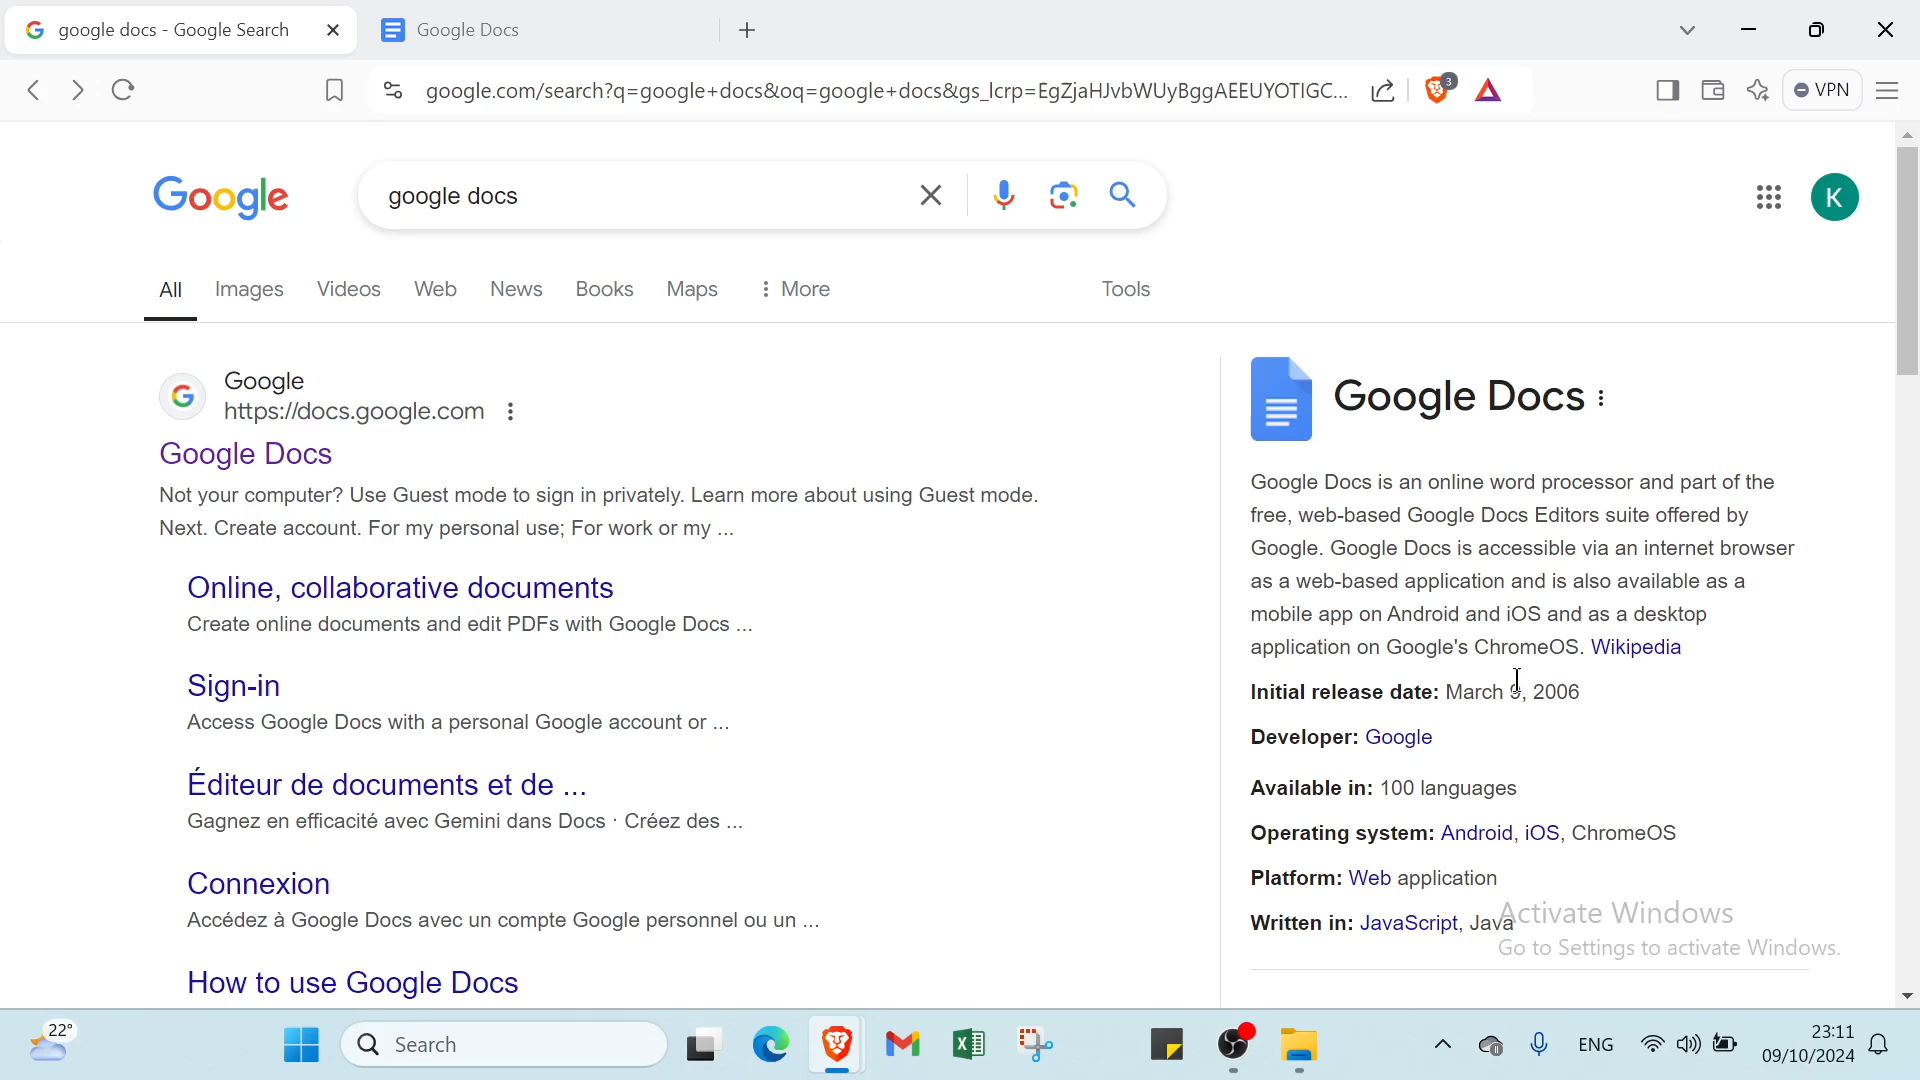 google docs - Google Search
Google Docs
google.com/search?q=google+docs&oq=google+docs&gs_lcrp=EgZjaHJvbWUyBggAEEUYOTIGC...
3
VPN
Google
google docs
K
All
Images
Videos
Web
News
Books
Maps
More
Tools
Google
https://docs.google.com
Google Docs
Not your computer? Use Guest mode to sign in privately. Learn more about using Guest mode.
Next. Create account. For my personal use; For work or my ...
Online, collaborative documents
Create online documents and edit PDFs with Google Docs ...
Sign-in
Access Google Docs with a personal Google account or ...
Éditeur de documents et de ...
Gagnez en efficacité avec Gemini dans Docs · Créez des ...
Connexion
Accédez à Google Docs avec un compte Google personnel ou un ...
How to use Google Docs
Google Docs
Google Docs is an online word processor and part of the
free, web-based Google Docs Editors suite offered by
Google. Google Docs is accessible via an internet browser
as a web-based application and is also available as a
mobile app on Android and iOS and as a desktop
application on Google's ChromeOS. Wikipedia
Initial release date: March 9, 2006
Developer: Google
Available in: 100 languages
Operating system: Android, iOS, ChromeOS
Platform: Web application
Written in: JavaScript, Java
Activate Windows
Go to Settings to activate Windows.
22°
Search
ENG
23:11
09/10/2024